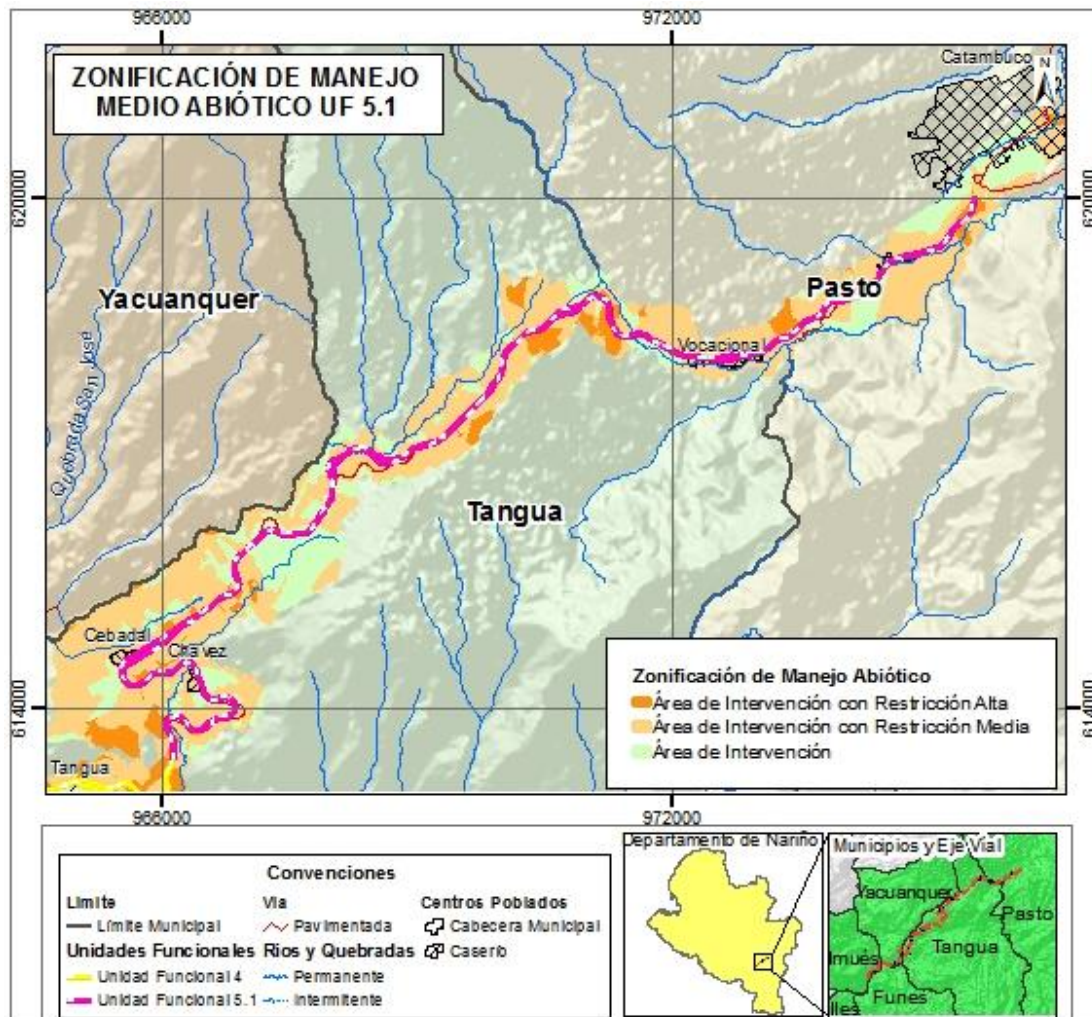 966000
972000
ZONIFICACIÓN DE MANEJO
MEDIO ABIÓTICO UF 5.1
Catambuco
N
620000
620000
Yacuanquer
Pasto
Quebrada San José
Vocacional
Tangua
Cebadal
Chávez
614000
614000
Tangua
Zonificación de Manejo Abiótico
Área de Intervención con Restricción Alta
Área de Intervención con Restricción Media
Área de Intervención
966000
972000
Convenciones
Límite
Límite Municipal
Unidades Funcionales
Unidad Funcional 4
Unidad Funcional 5.1
Vía
Pavimentada
Ríos y Quebradas
Permanente
Intermitente
Centros Poblados
Cabecera Municipal
Caserío
Departamento de Nariño
Municipios y Eje Vial
Yacuanquer
Pasto
Tangua
Imués
Funes
lles